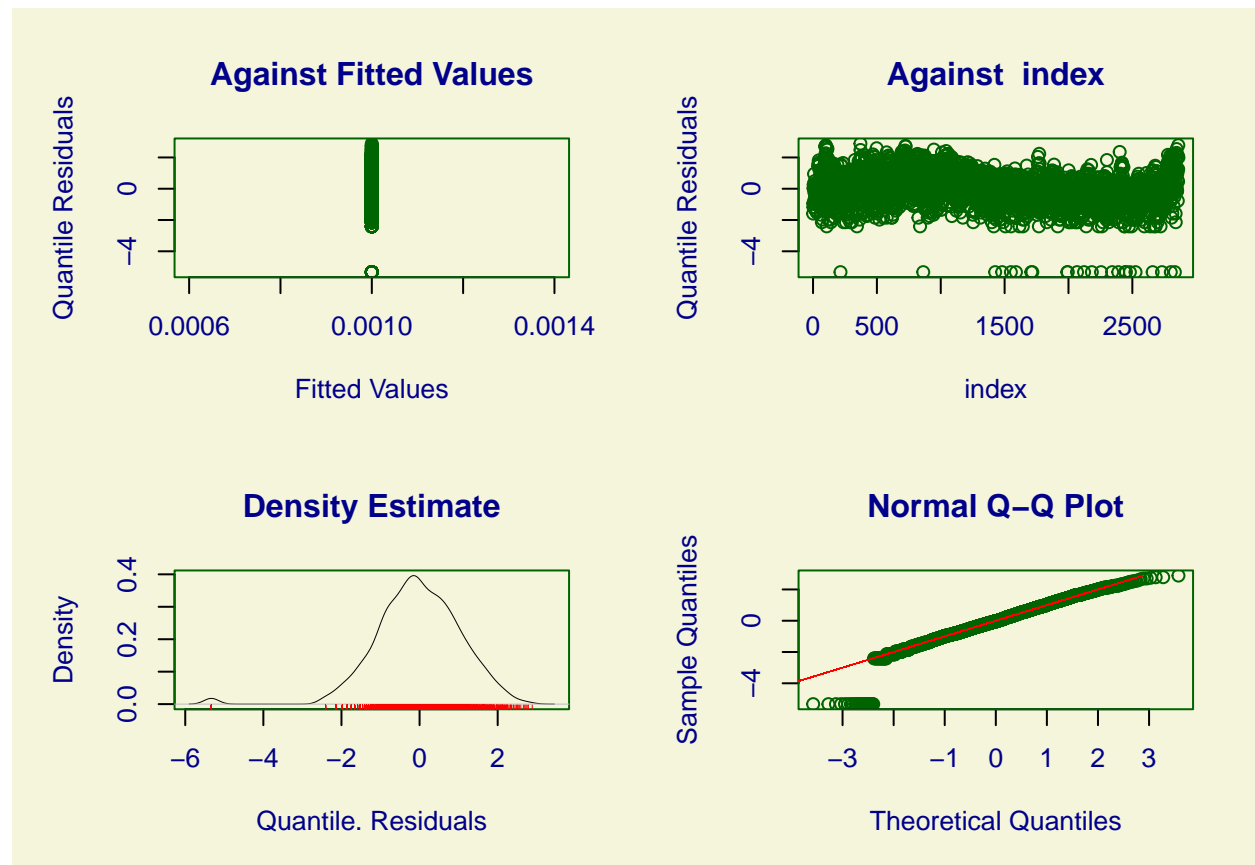 Against Fitted Values
Quantile Residuals
0
−4
0.0006 0.0010 0.0014
Fitted Values
Against  index
Quantile Residuals
0
−4
0 500 1500 2500
index
Density Estimate
Density
0.4
0.2
0.0
−6 −4 −2 0 2
Quantile. Residuals
Normal Q−Q Plot
Sample Quantiles
0
−4
−3 −1 0 1 2 3
Theoretical Quantiles